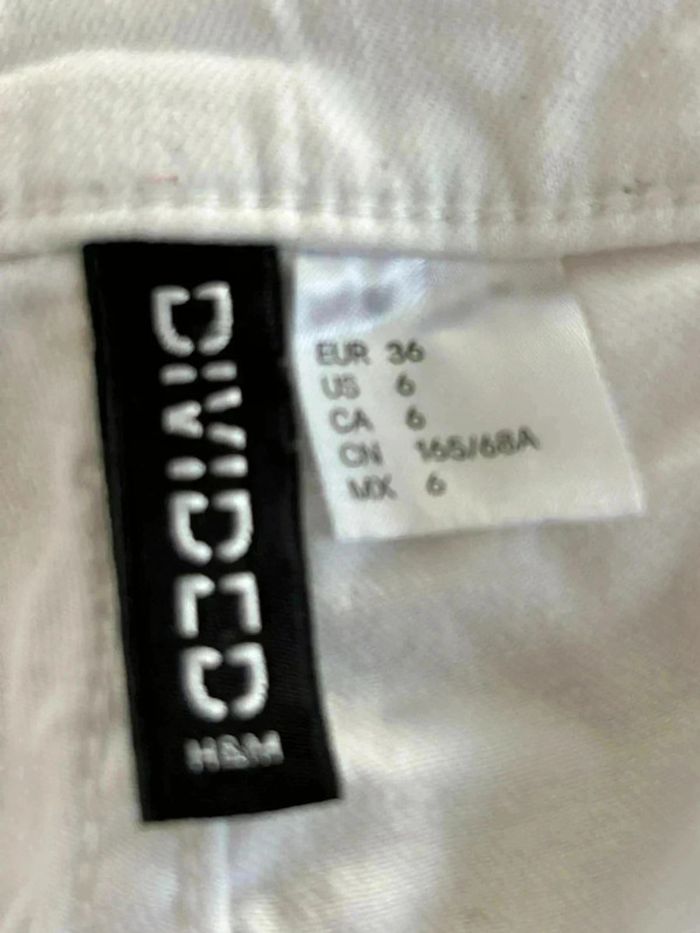 DIVIDED
H&M
EUR 36
US 6
CA 6
CN 165/68A
MX 6